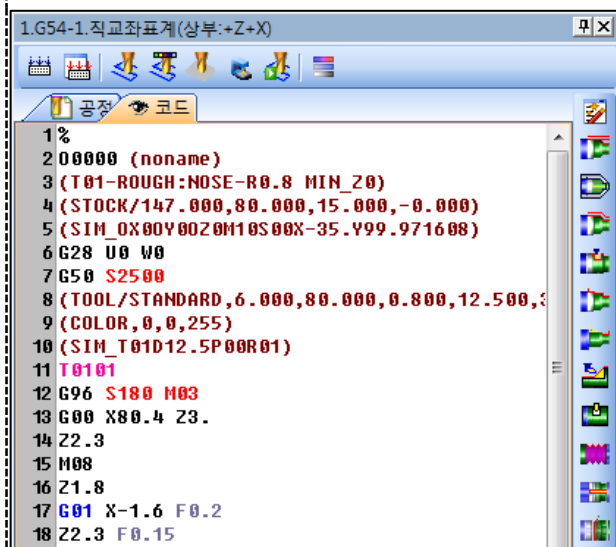 1.G54-1.직교좌표계(상부:+Z+X)
공정 코드
1 %
2 O0000 (noname)
3 (T01-ROUGH:NOSE-R0.8 MIN_Z0)
4 (STOCK/147.000,80.000,15.000,-0.000)
5 (SIM_OX0OY0OZ0M10S00X-35.Y99.971608)
6 G28 U0 W0
7 G50 S2500
8 (TOOL/STANDARD,6.000,80.000,0.800,12.500,
9 (COLOR,0,0,255)
10 (SIM_T01D12.5P00R01)
11 T0101
12 G96 S180 M03
13 G00 X80.4 Z3.
14 Z2.3
15 M08
16 Z1.8
17 G01 X-1.6 F0.2
18 Z2.3 F0.15